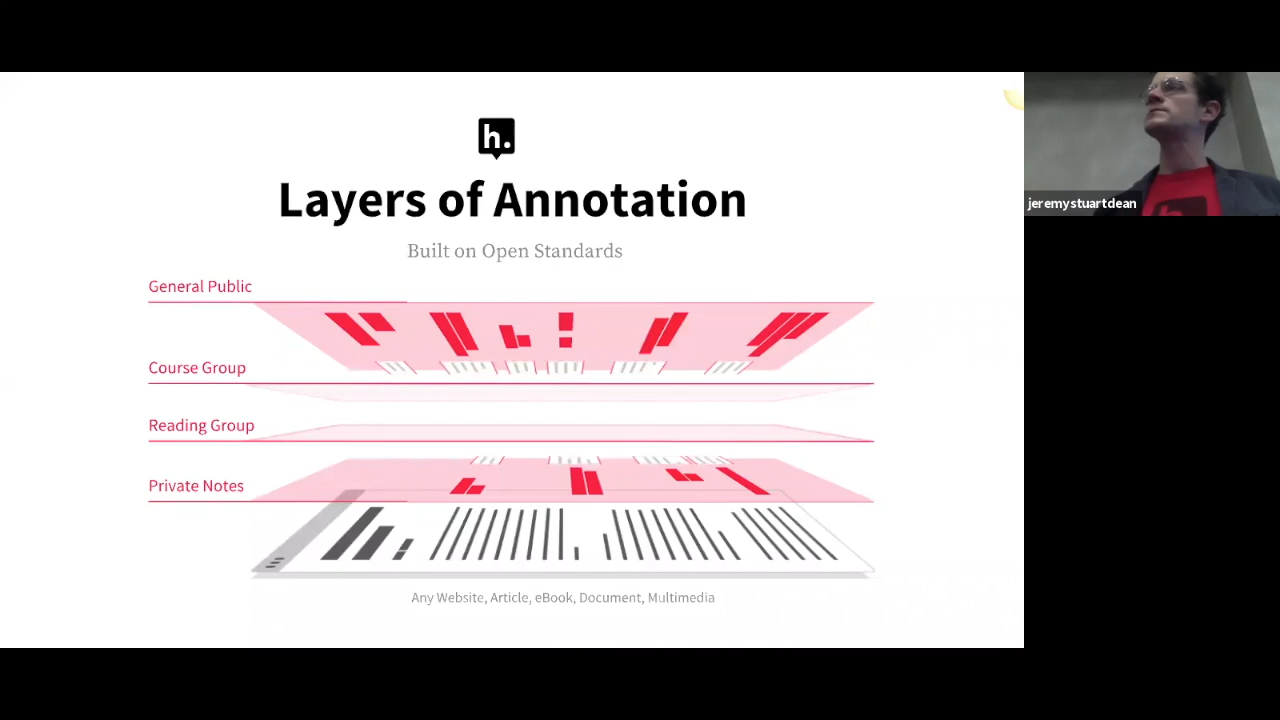 h.
Layers of Annotation
Built on Open Standards
General Public
Course Group
Reading Group
Private Notes
Any Website, Article, eBook, Document, Multimedia
jeremystuartdean